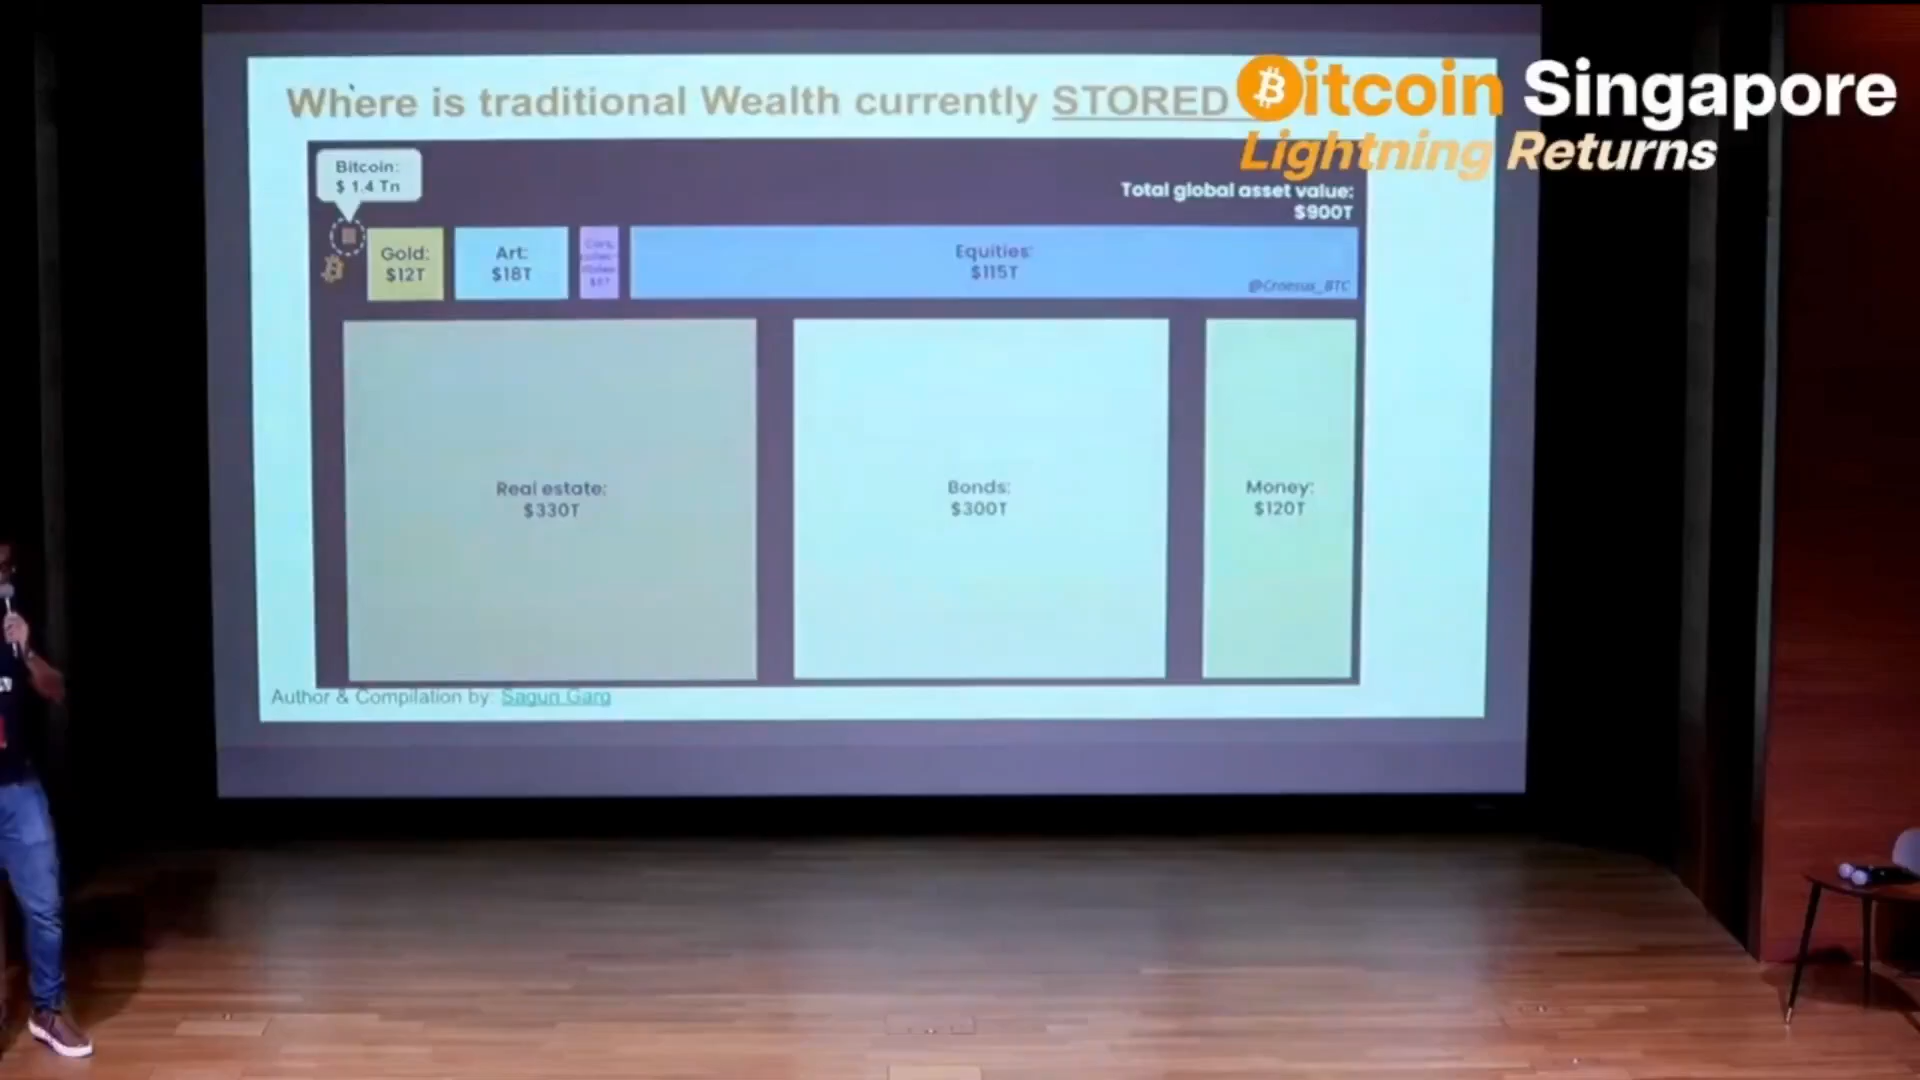 Where is traditional Wealth currently STORED
Bitcoin Singapore
Lightning Returns
Bitcoin:
$ 1.4 Tn
Total global asset value:
$900T
Gold:
$12T
Art:
$18T
Equities:
$115T
@Croesus_BTC
Real estate:
$330T
Bonds:
$300T
Money:
$120T
Author & Compilation by: Sagun Garg